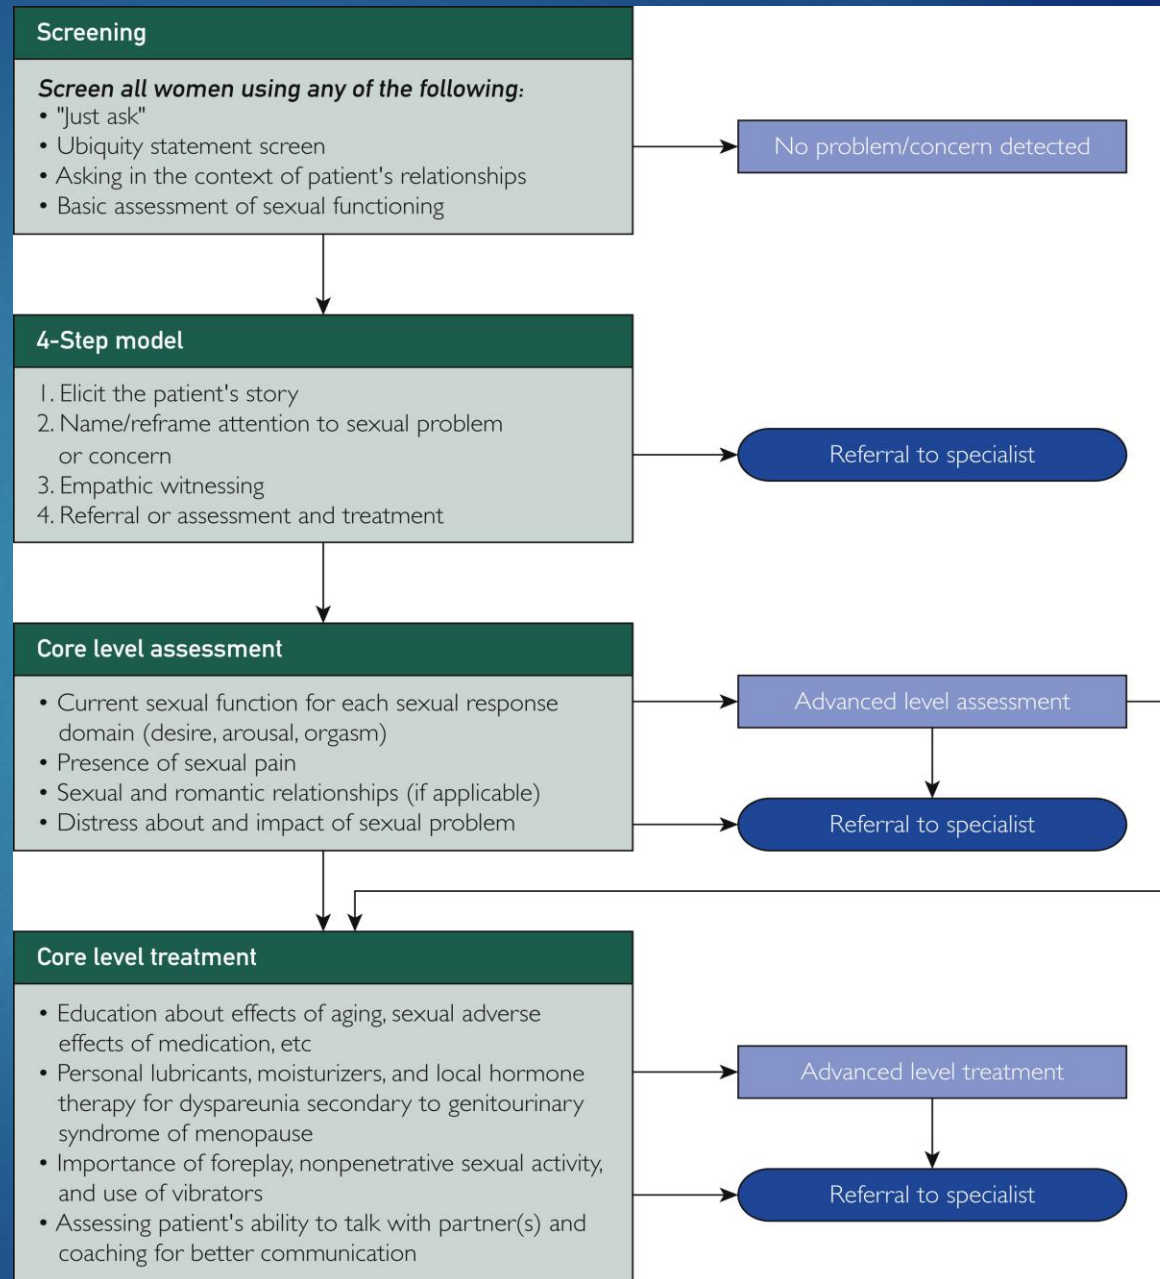 Screening
Screen all women using any of the following:
• "Just ask"
• Ubiquity statement screen
• Asking in the context of patient's relationships
• Basic assessment of sexual functioning
No problem/concern detected
4-Step model
1. Elicit the patient's story
2. Name/reframe attention to sexual problem
or concern
3. Empathic witnessing
4. Referral or assessment and treatment
Referral to specialist
Core level assessment
• Current sexual function for each sexual response
domain (desire, arousal, orgasm)
• Presence of sexual pain
• Sexual and romantic relationships (if applicable)
• Distress about and impact of sexual problem
Advanced level assessment
Referral to specialist
Core level treatment
• Education about effects of aging, sexual adverse
effects of medication, etc
• Personal lubricants, moisturizers, and local hormone
therapy for dyspareunia secondary to genitourinary
syndrome of menopause
• Importance of foreplay, nonpenetrative sexual activity,
and use of vibrators
• Assessing patient's ability to talk with partner(s) and
coaching for better communication
Advanced level treatment
Referral to specialist